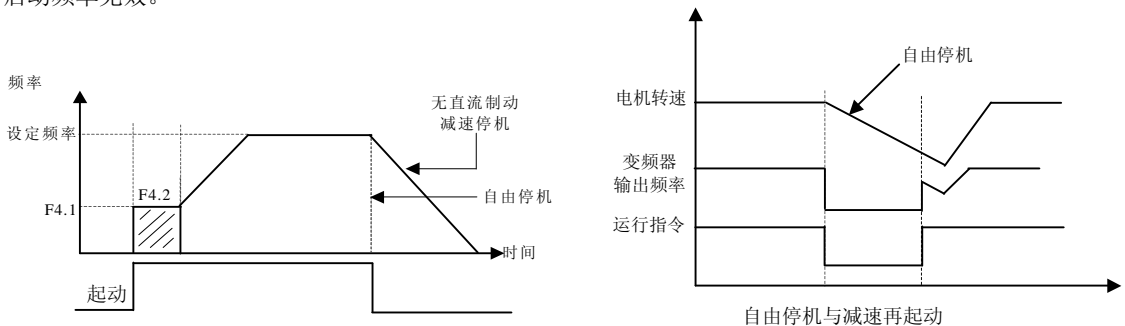 启动频率无效。
频率
设定频率
F4.1
F4.2
无直流制动
减速停机
自由停机
时间
起动
自由停机
电机转速
变频器
输出频率
运行指令
自由停机与减速再起动